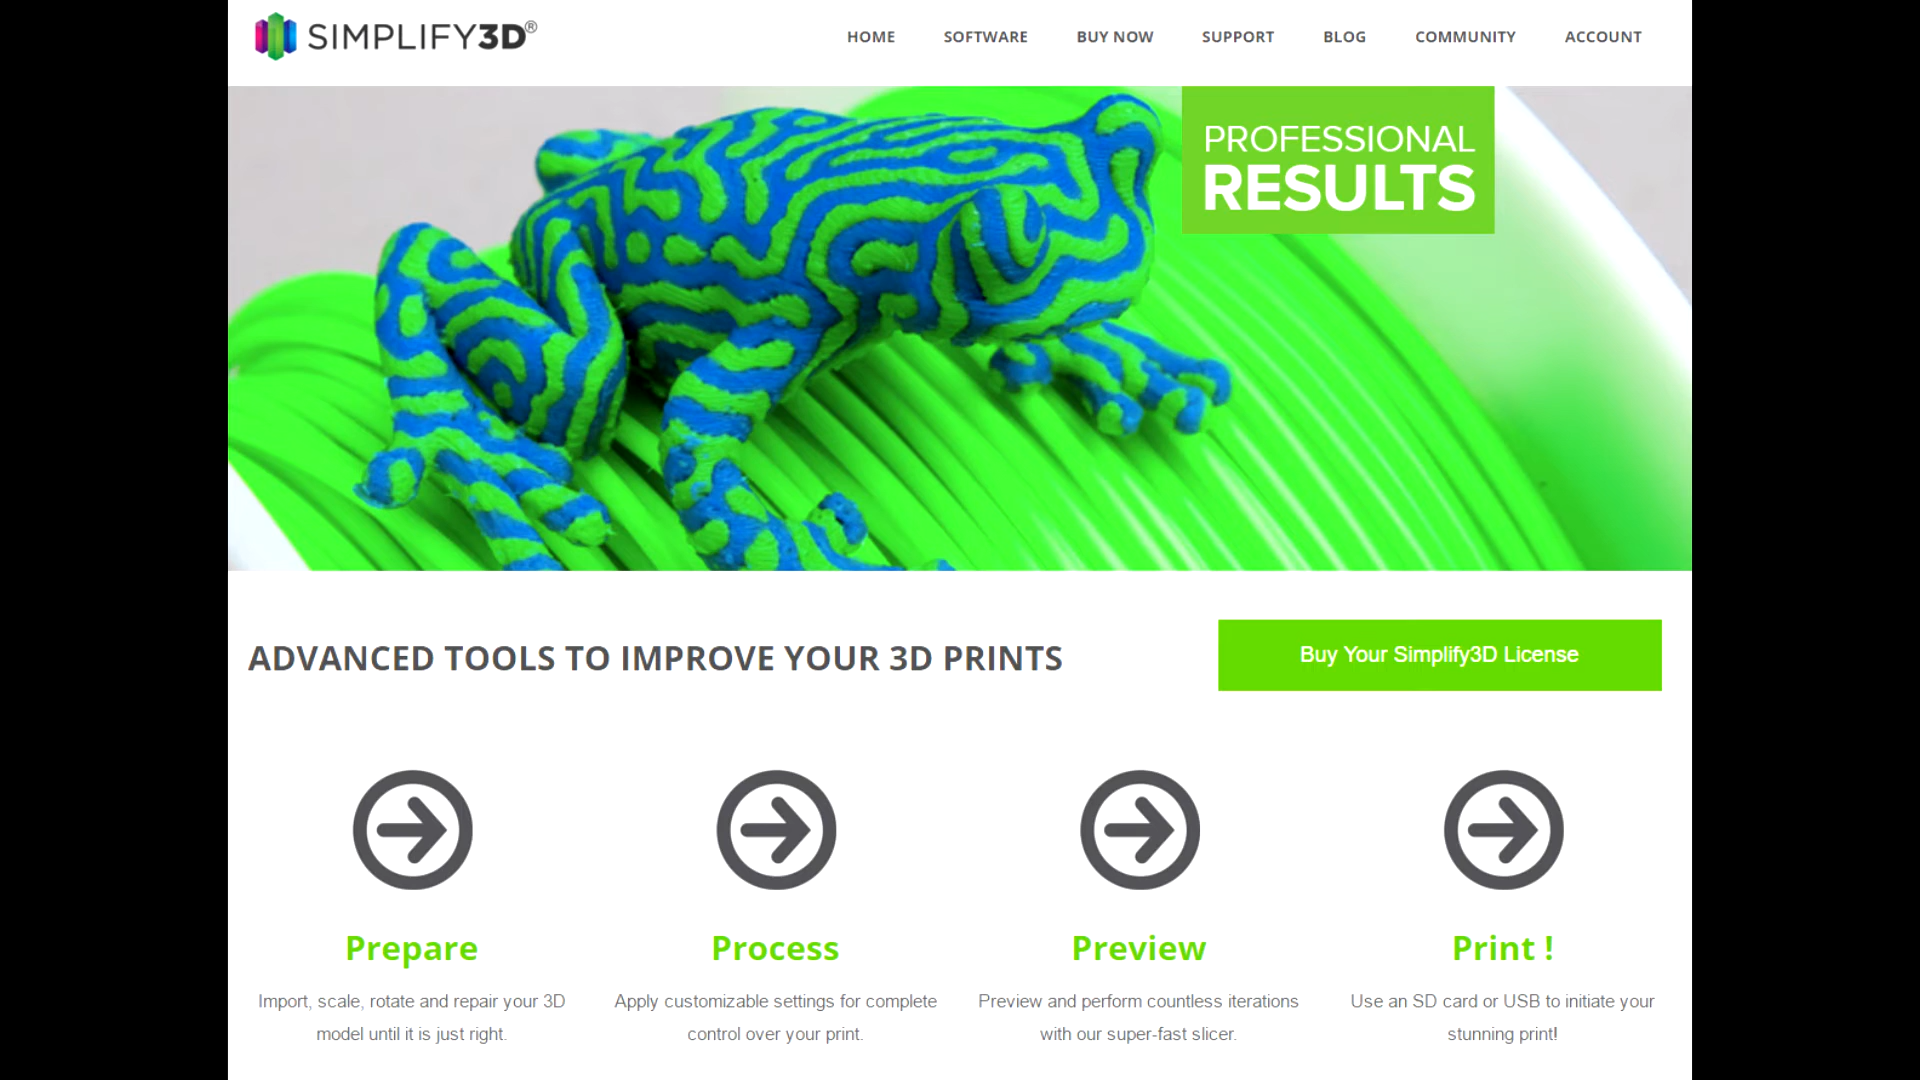 SIMPLIFY3D®
HOME SOFTWARE BUY NOW SUPPORT BLOG COMMUNITY ACCOUNT
PROFESSIONAL
RESULTS
ADVANCED TOOLS TO IMPROVE YOUR 3D PRINTS
Buy Your Simplify3D License
Prepare
Import, scale, rotate and repair your 3D
model until it is just right.
Process
Apply customizable settings for complete
control over your print.
Preview
Preview and perform countless iterations
with our super-fast slicer.
Print !
Use an SD card or USB to initiate your
stunning print!